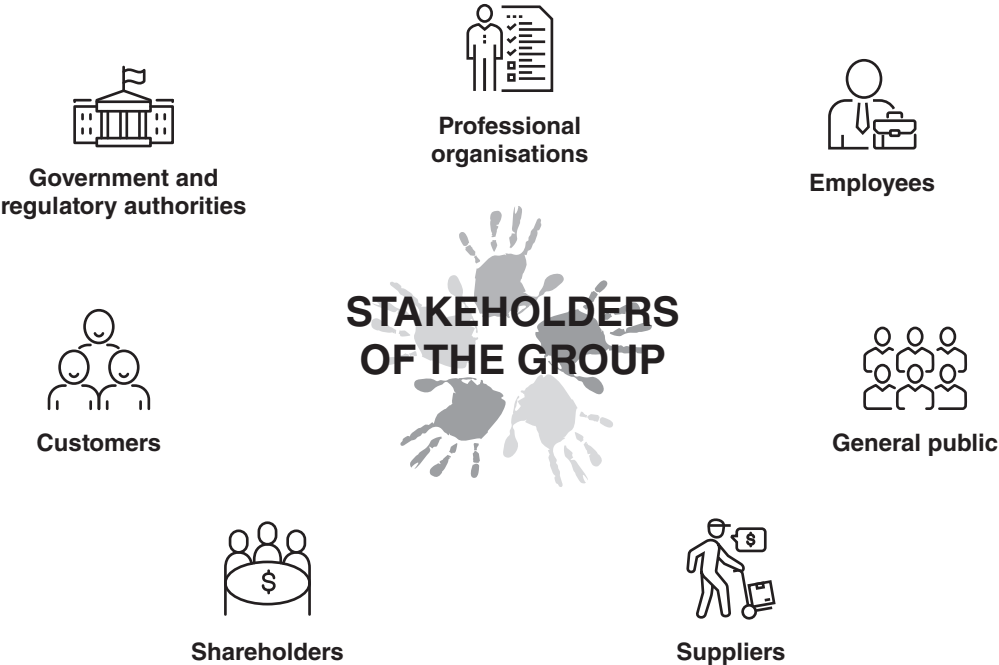 Professional
organisations
Government and
regulatory authorities
Employees
STAKEHOLDERS
OF THE GROUP
Customers
General public
$
$
Shareholders
Suppliers